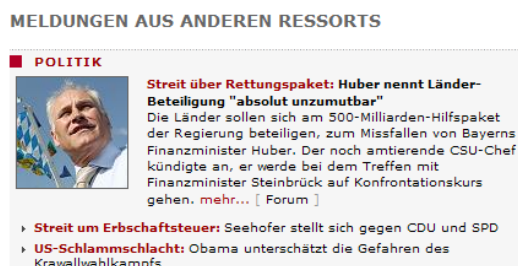 MELDUNGEN AUS ANDEREN RESSORTS
POLITIK
Streit über Rettungspaket: Huber nennt Länder-
Beteiligung "absolut unzumutbar"
Die Länder sollen sich am 500-Milliarden-Hilfspaket
der Regierung beteiligen, zum Missfallen von Bayerns
Finanzminister Huber. Der noch amtierende CSU-Chef
kündigte an, er werde bei dem Treffen mit
Finanzminister Steinbrück auf Konfrontationskurs
gehen. mehr... [ Forum ]
Streit um Erbschaftsteuer: Seehofer stellt sich gegen CDU und SPD
US-Schlammschlacht: Obama unterschätzt die Gefahren des
Krawallwahlkampfs